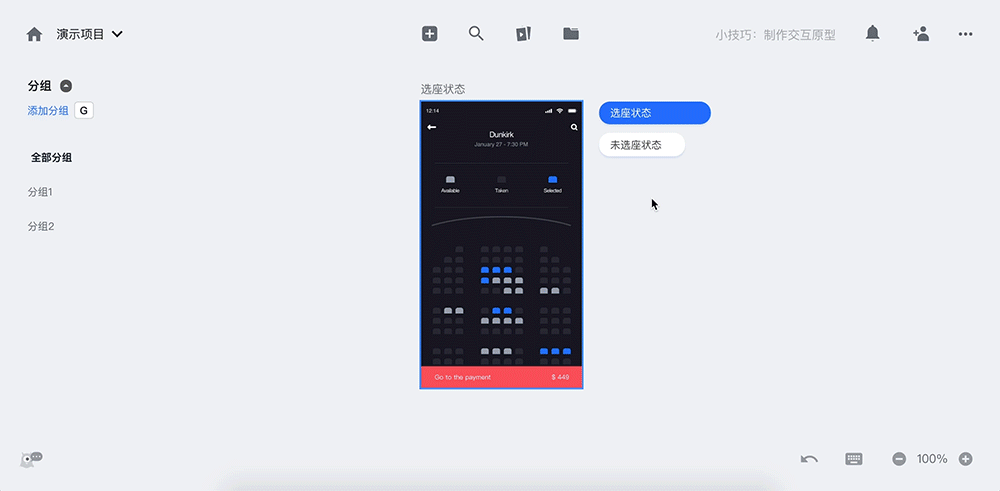 演示项目
小技巧：制作交互原型
分组
添加分组 G
全部分组
分组1
分组2
选座状态
12:14
Dunkirk
January 27 - 7:30 PM
Available Taken Selected
Go to the payment $ 449
选座状态
未选座状态
100%